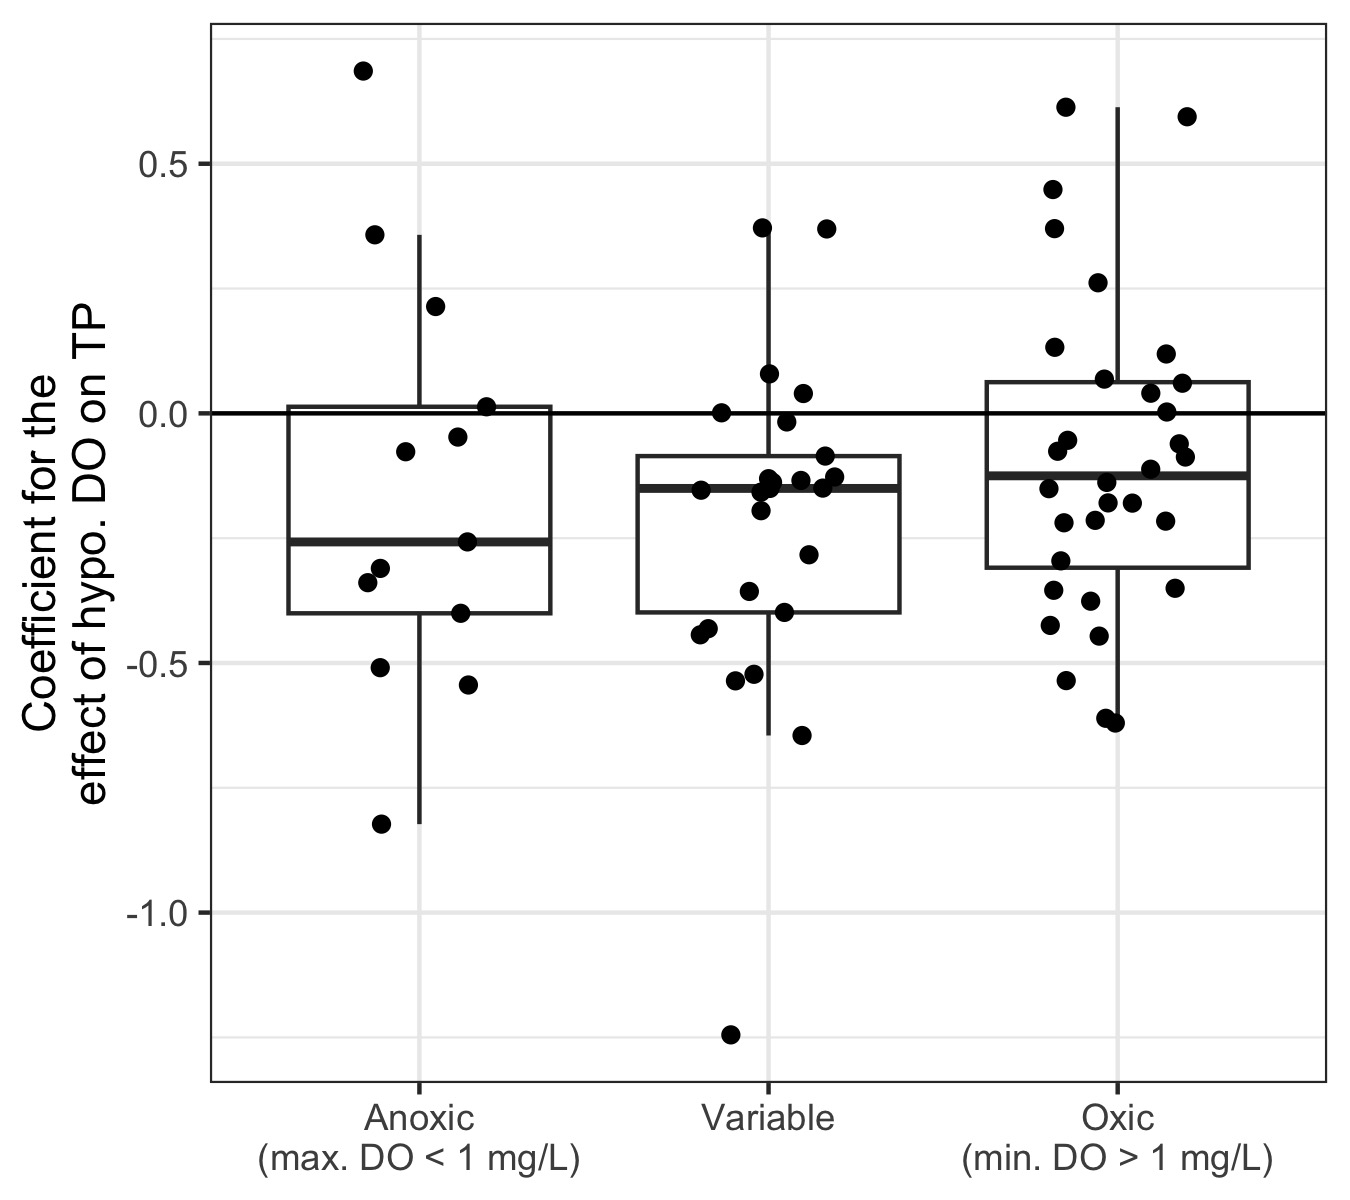 Coefficient for the
effect of hypo. DO on TP
0.5
0.0
-0.5
-1.0
Anoxic
(max. DO < 1 mg/L)
Variable
Oxic
(min. DO > 1 mg/L)